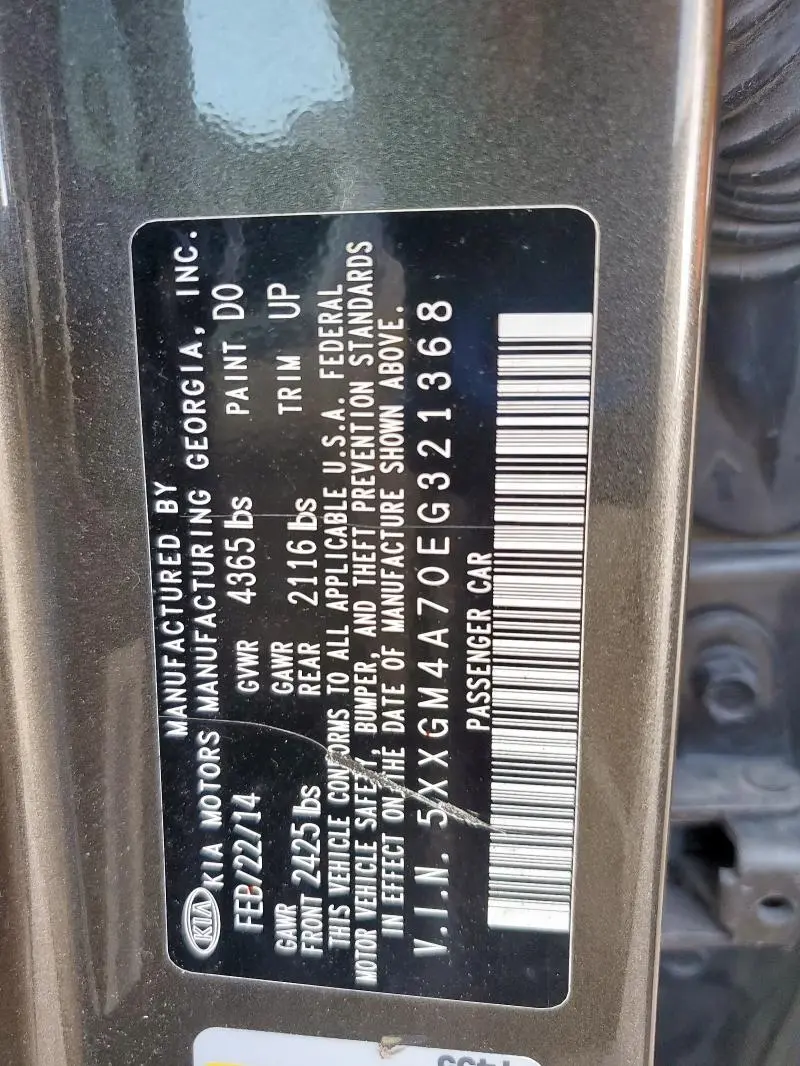 MANUFACTURED BY
KIA KIA MOTORS MANUFACTURING GEORGIA, INC.
FEB/22/14 GVWR 4365 lbs PAINT DO
GAWR FRONT 2425 lbs GAWR REAR 2116 lbs TRIM UP
THIS VEHICLE CONFORMS TO ALL APPLICABLE U.S.A. FEDERAL
MOTOR VEHICLE SAFETY, BUMPER, AND THEFT PREVENTION STANDARDS
IN EFFECT ON THE DATE OF MANUFACTURE SHOWN ABOVE.
V.I.N. 5XXGM4A70EG321368
PASSENGER CAR